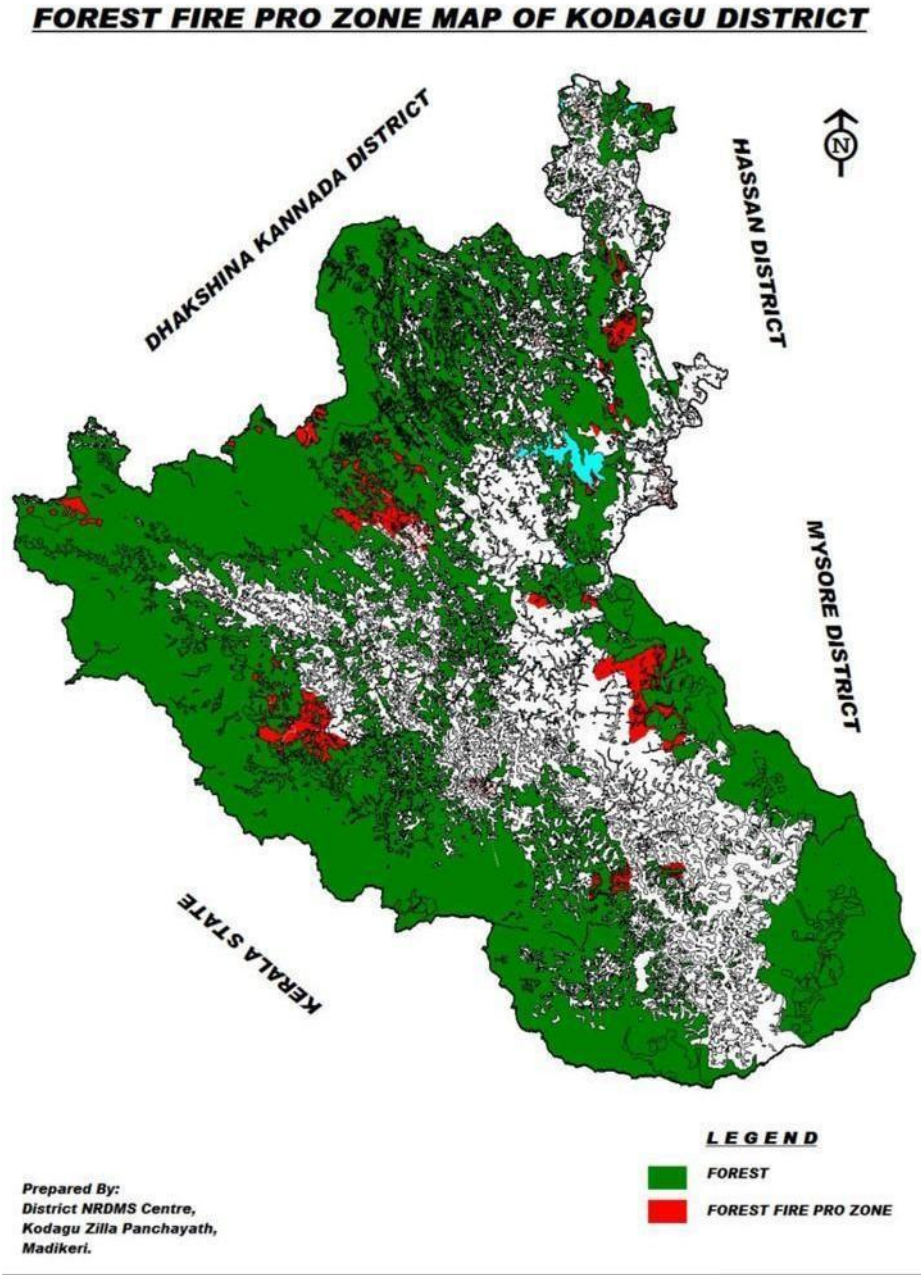 FOREST FIRE PRO ZONE MAP OF KODAGU DISTRICT
DHAKSHINA KANNADA DISTRICT
N
HASSAN DISTRICT
MYSORE DISTRICT
KERALA STATE
LEGEND
FOREST
FOREST FIRE PRO ZONE
Prepared By:
District NRDMS Centre,
Kodagu Zilla Panchayath,
Madikeri.